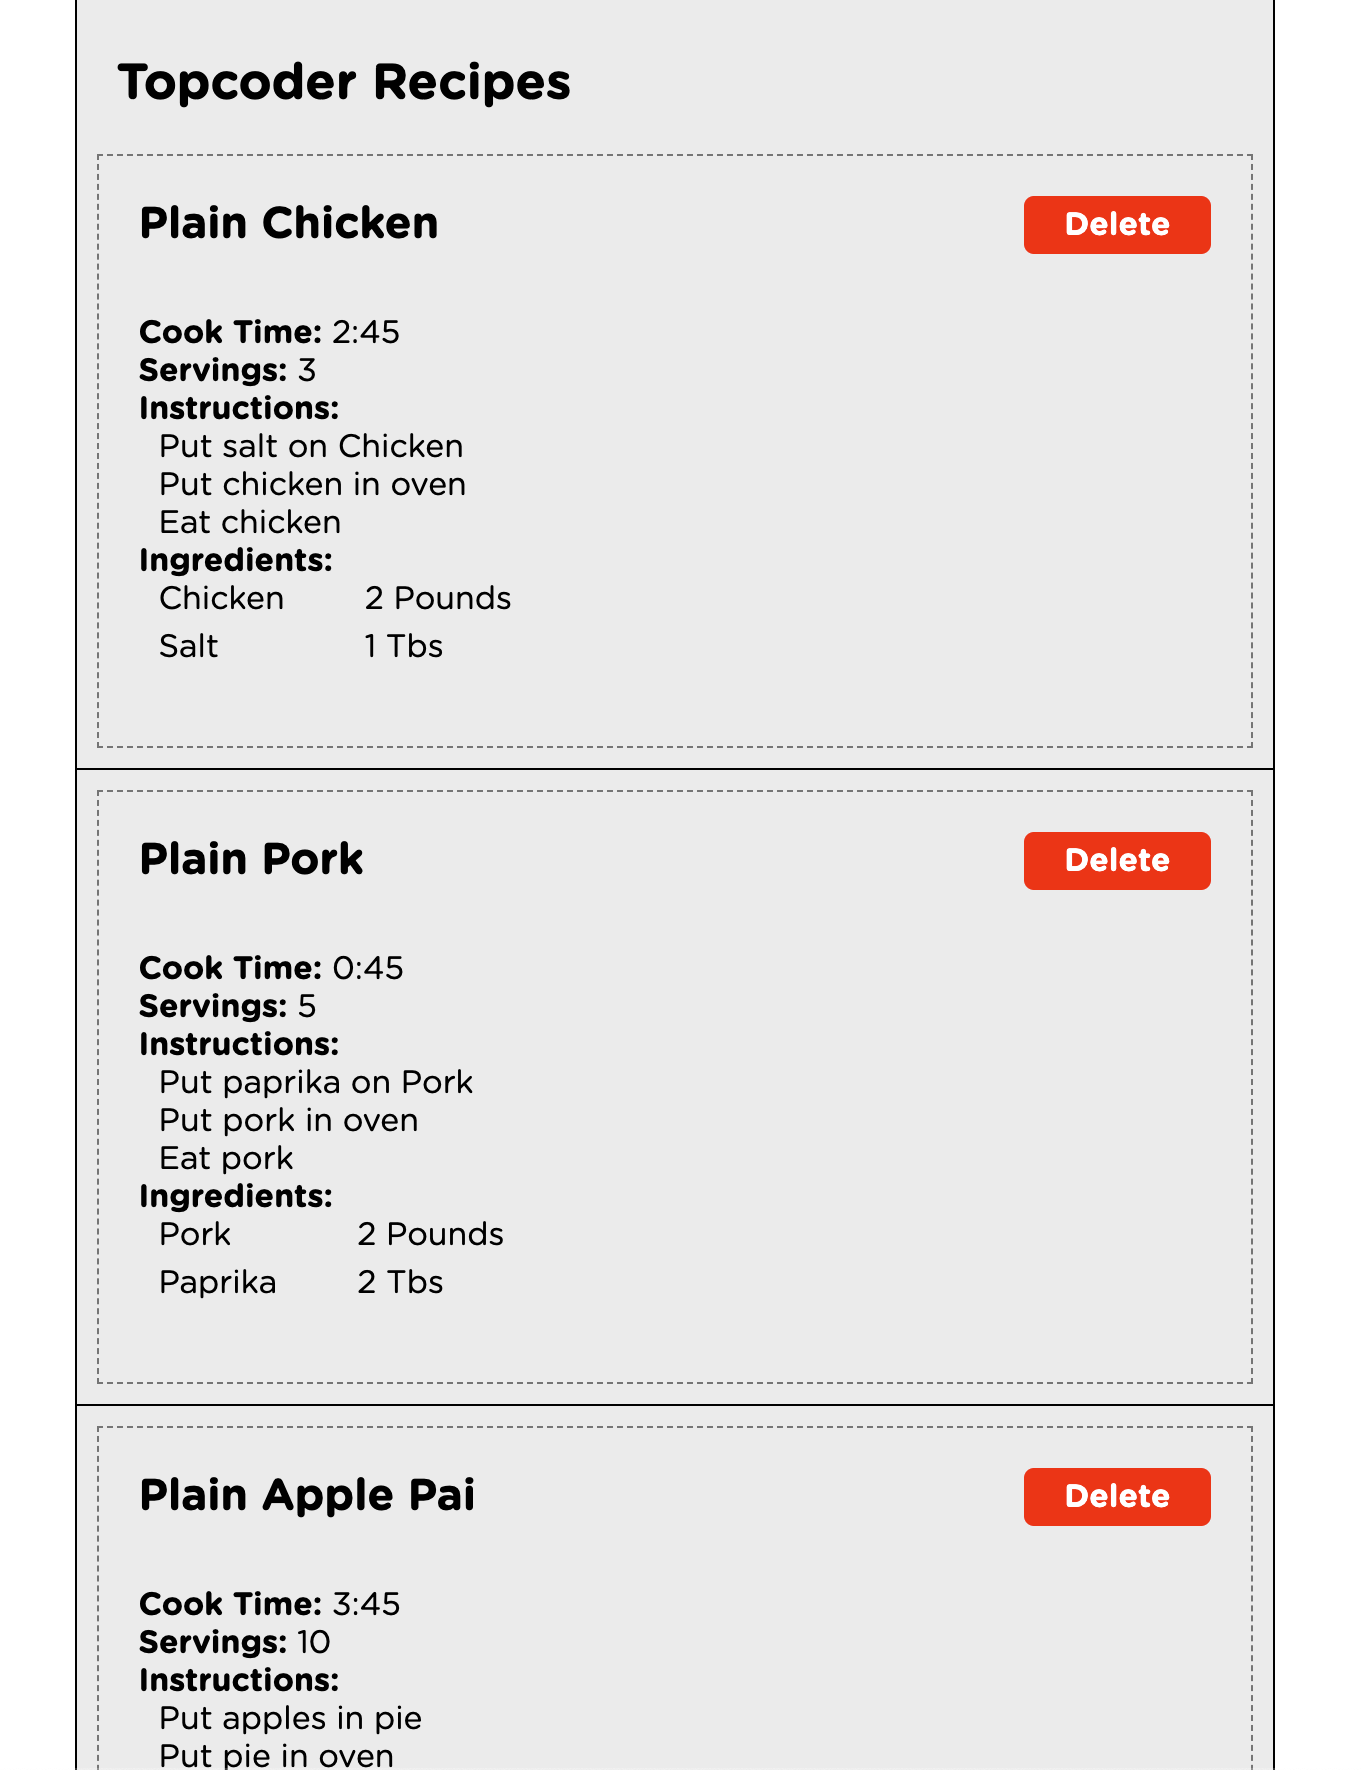 Topcoder Recipes
Plain Chicken
Delete
Cook Time: 2:45
Servings: 3
Instructions:
Put salt on Chicken
Put chicken in oven
Eat chicken
Ingredients:
Chicken 2 Pounds
Salt 1 Tbs
Plain Pork
Delete
Cook Time: 0:45
Servings: 5
Instructions:
Put paprika on Pork
Put pork in oven
Eat pork
Ingredients:
Pork 2 Pounds
Paprika 2 Tbs
Plain Apple Pai
Delete
Cook Time: 3:45
Servings: 10
Instructions:
Put apples in pie
Put pie in oven